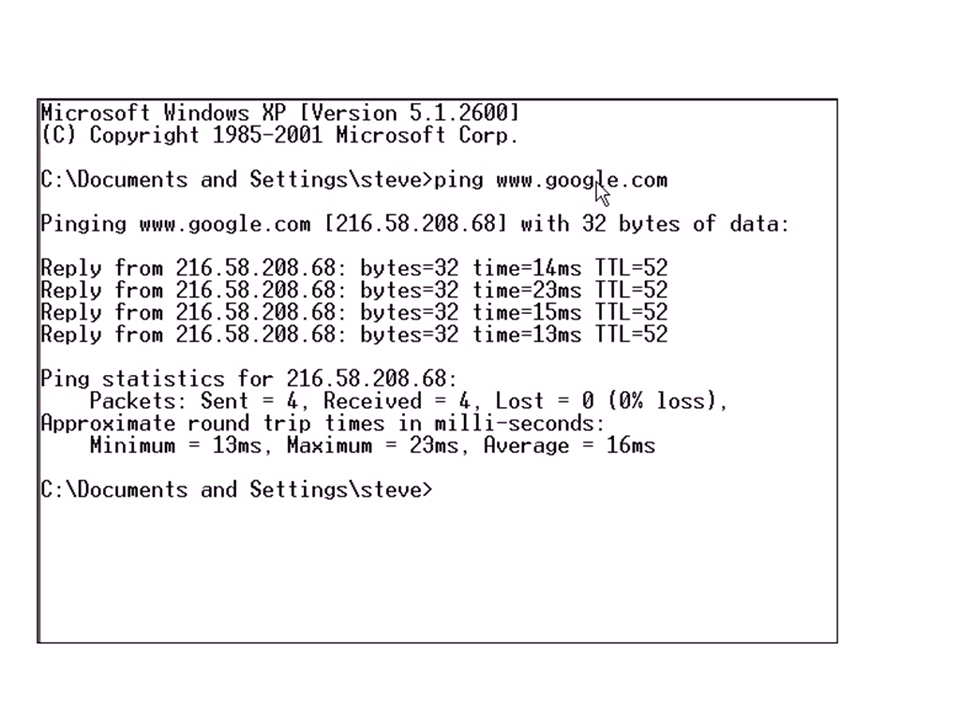 Microsoft Windows XP [Version 5.1.2600]
(C) Copyright 1985-2001 Microsoft Corp.
C:\Documents and Settings\steve>ping www.google.com
Pinging www.google.com [216.58.208.68] with 32 bytes of data:
Reply from 216.58.208.68: bytes=32 time=14ms TTL=52
Reply from 216.58.208.68: bytes=32 time=23ms TTL=52
Reply from 216.58.208.68: bytes=32 time=15ms TTL=52
Reply from 216.58.208.68: bytes=32 time=13ms TTL=52
Ping statistics for 216.58.208.68:
    Packets: Sent = 4, Received = 4, Lost = 0 (0% loss),
Approximate round trip times in milli-seconds:
    Minimum = 13ms, Maximum = 23ms, Average = 16ms
C:\Documents and Settings\steve>